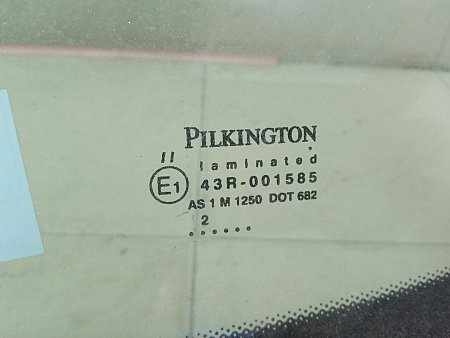 PILKINGTON
II laminated
E1 43R-001585
AS 1 M 1250 DOT 682
2
......